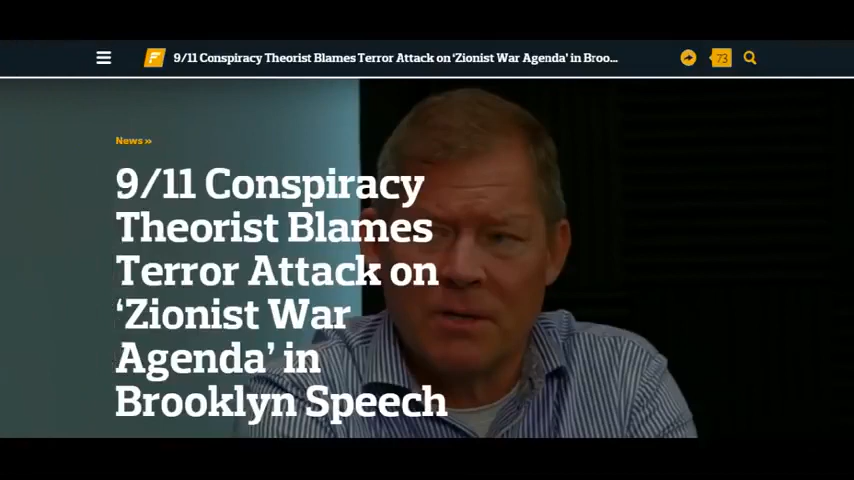 9/11 Conspiracy Theorist Blames Terror Attack on ‘Zionist War Agenda’ in Broo...
73
News »
9/11 Conspiracy
Theorist Blames
Terror Attack on
‘Zionist War
Agenda’ in
Brooklyn Speech